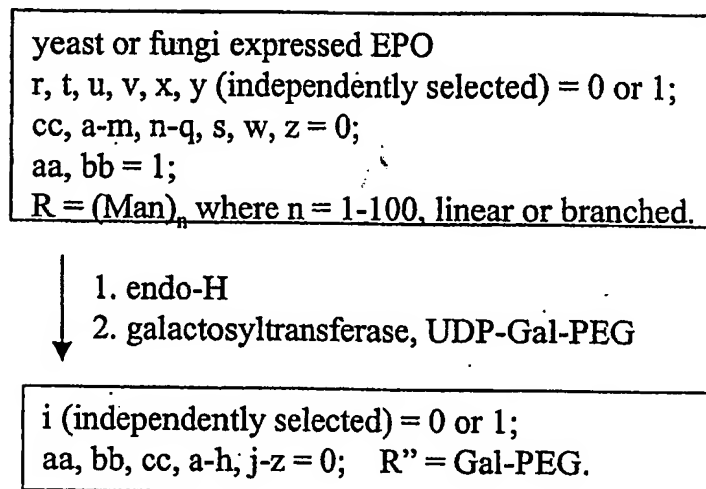 yeast or fungi expressed EPO
r, t, u, v, x, y (independently selected) = 0 or 1;
cc, a-m, n-q, s, w, z = 0;
aa, bb = 1;
R = (Man)n where n = 1-100, linear or branched.
1. endo-H
2. galactosyltransferase, UDP-Gal-PEG
i (independently selected) = 0 or 1;
aa, bb, cc, a-h, j-z = 0; R” = Gal-PEG.